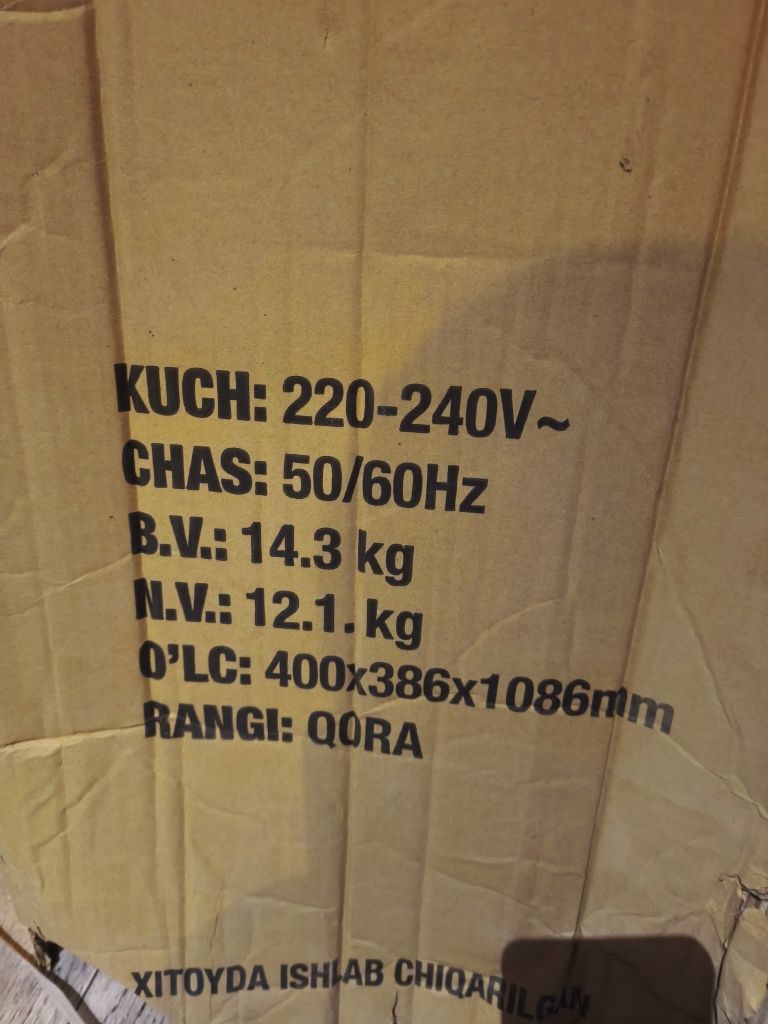 KUCH: 220-240V~
CHAS: 50/60Hz
B.V.: 14.3 kg
N.V.: 12.1. kg
O'LC: 400x386x1086mm
RANGI: QORA
XITOYDA ISHLAB CHIQARILGAN